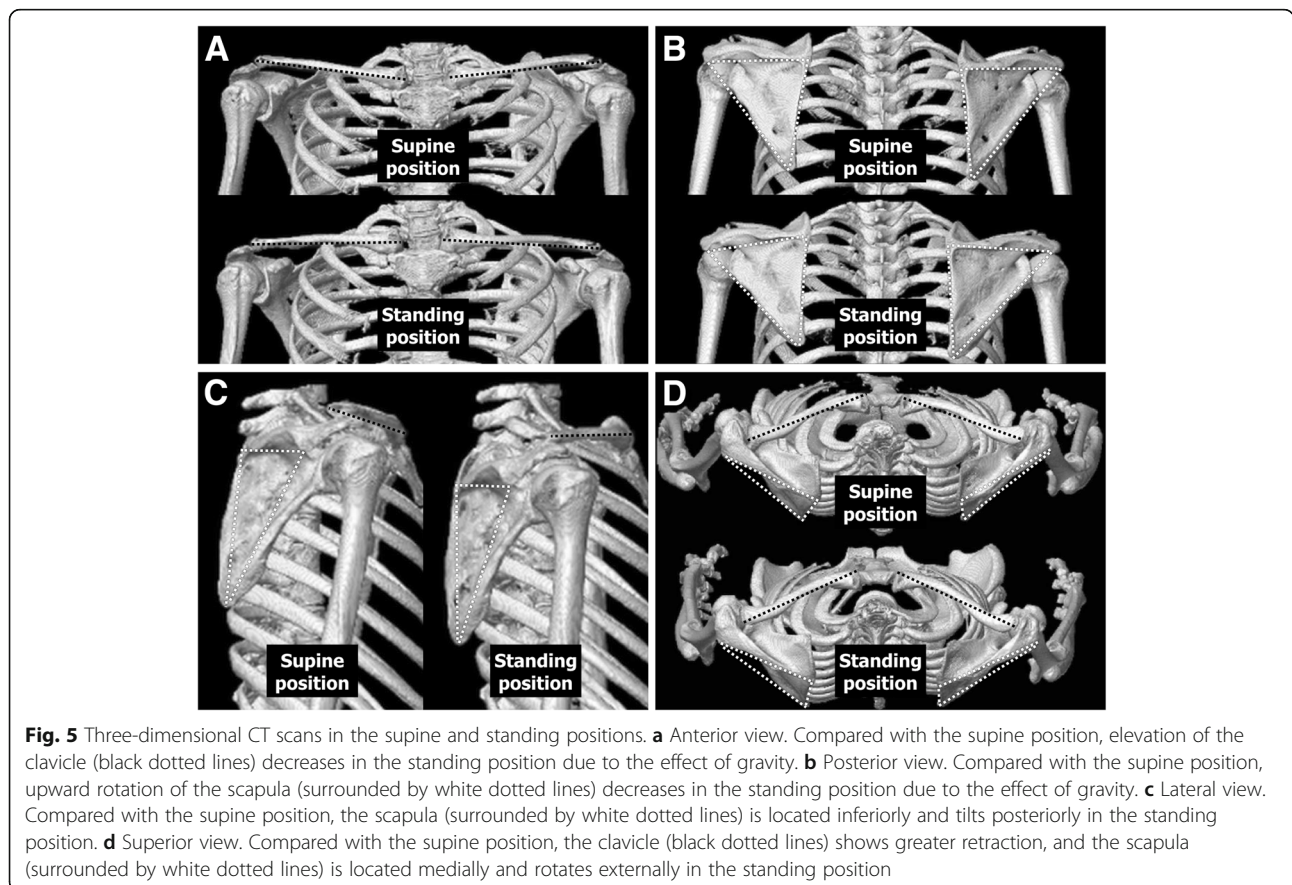 A
Supine
position
Standing
position
B
Supine
position
Standing
position
C
Supine
position
Standing
position
D
Supine
position
Standing
position
Fig. 5 Three-dimensional CT scans in the supine and standing positions. a Anterior view. Compared with the supine position, elevation of the
clavicle (black dotted lines) decreases in the standing position due to the effect of gravity. b Posterior view. Compared with the supine position,
upward rotation of the scapula (surrounded by white dotted lines) decreases in the standing position due to the effect of gravity. c Lateral view.
Compared with the supine position, the scapula (surrounded by white dotted lines) is located inferiorly and tilts posteriorly in the standing
position. d Superior view. Compared with the supine position, the clavicle (black dotted lines) shows greater retraction, and the scapula
(surrounded by white dotted lines) is located medially and rotates externally in the standing position